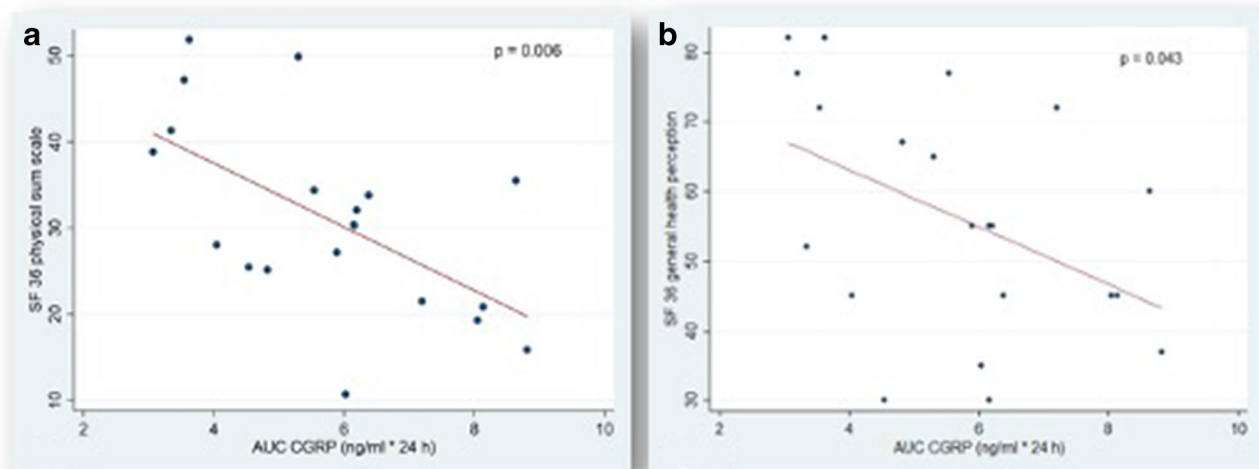 a
p = 0.006
SF 36 physical sum scale
50
40
30
20
10
2 4 6 8 10
AUC CGRP (ng/ml * 24 h)
b
p = 0.043
SF 36 general health perception
80
70
60
50
40
30
2 4 6 8 10
AUC CGRP (ng/ml * 24 h)